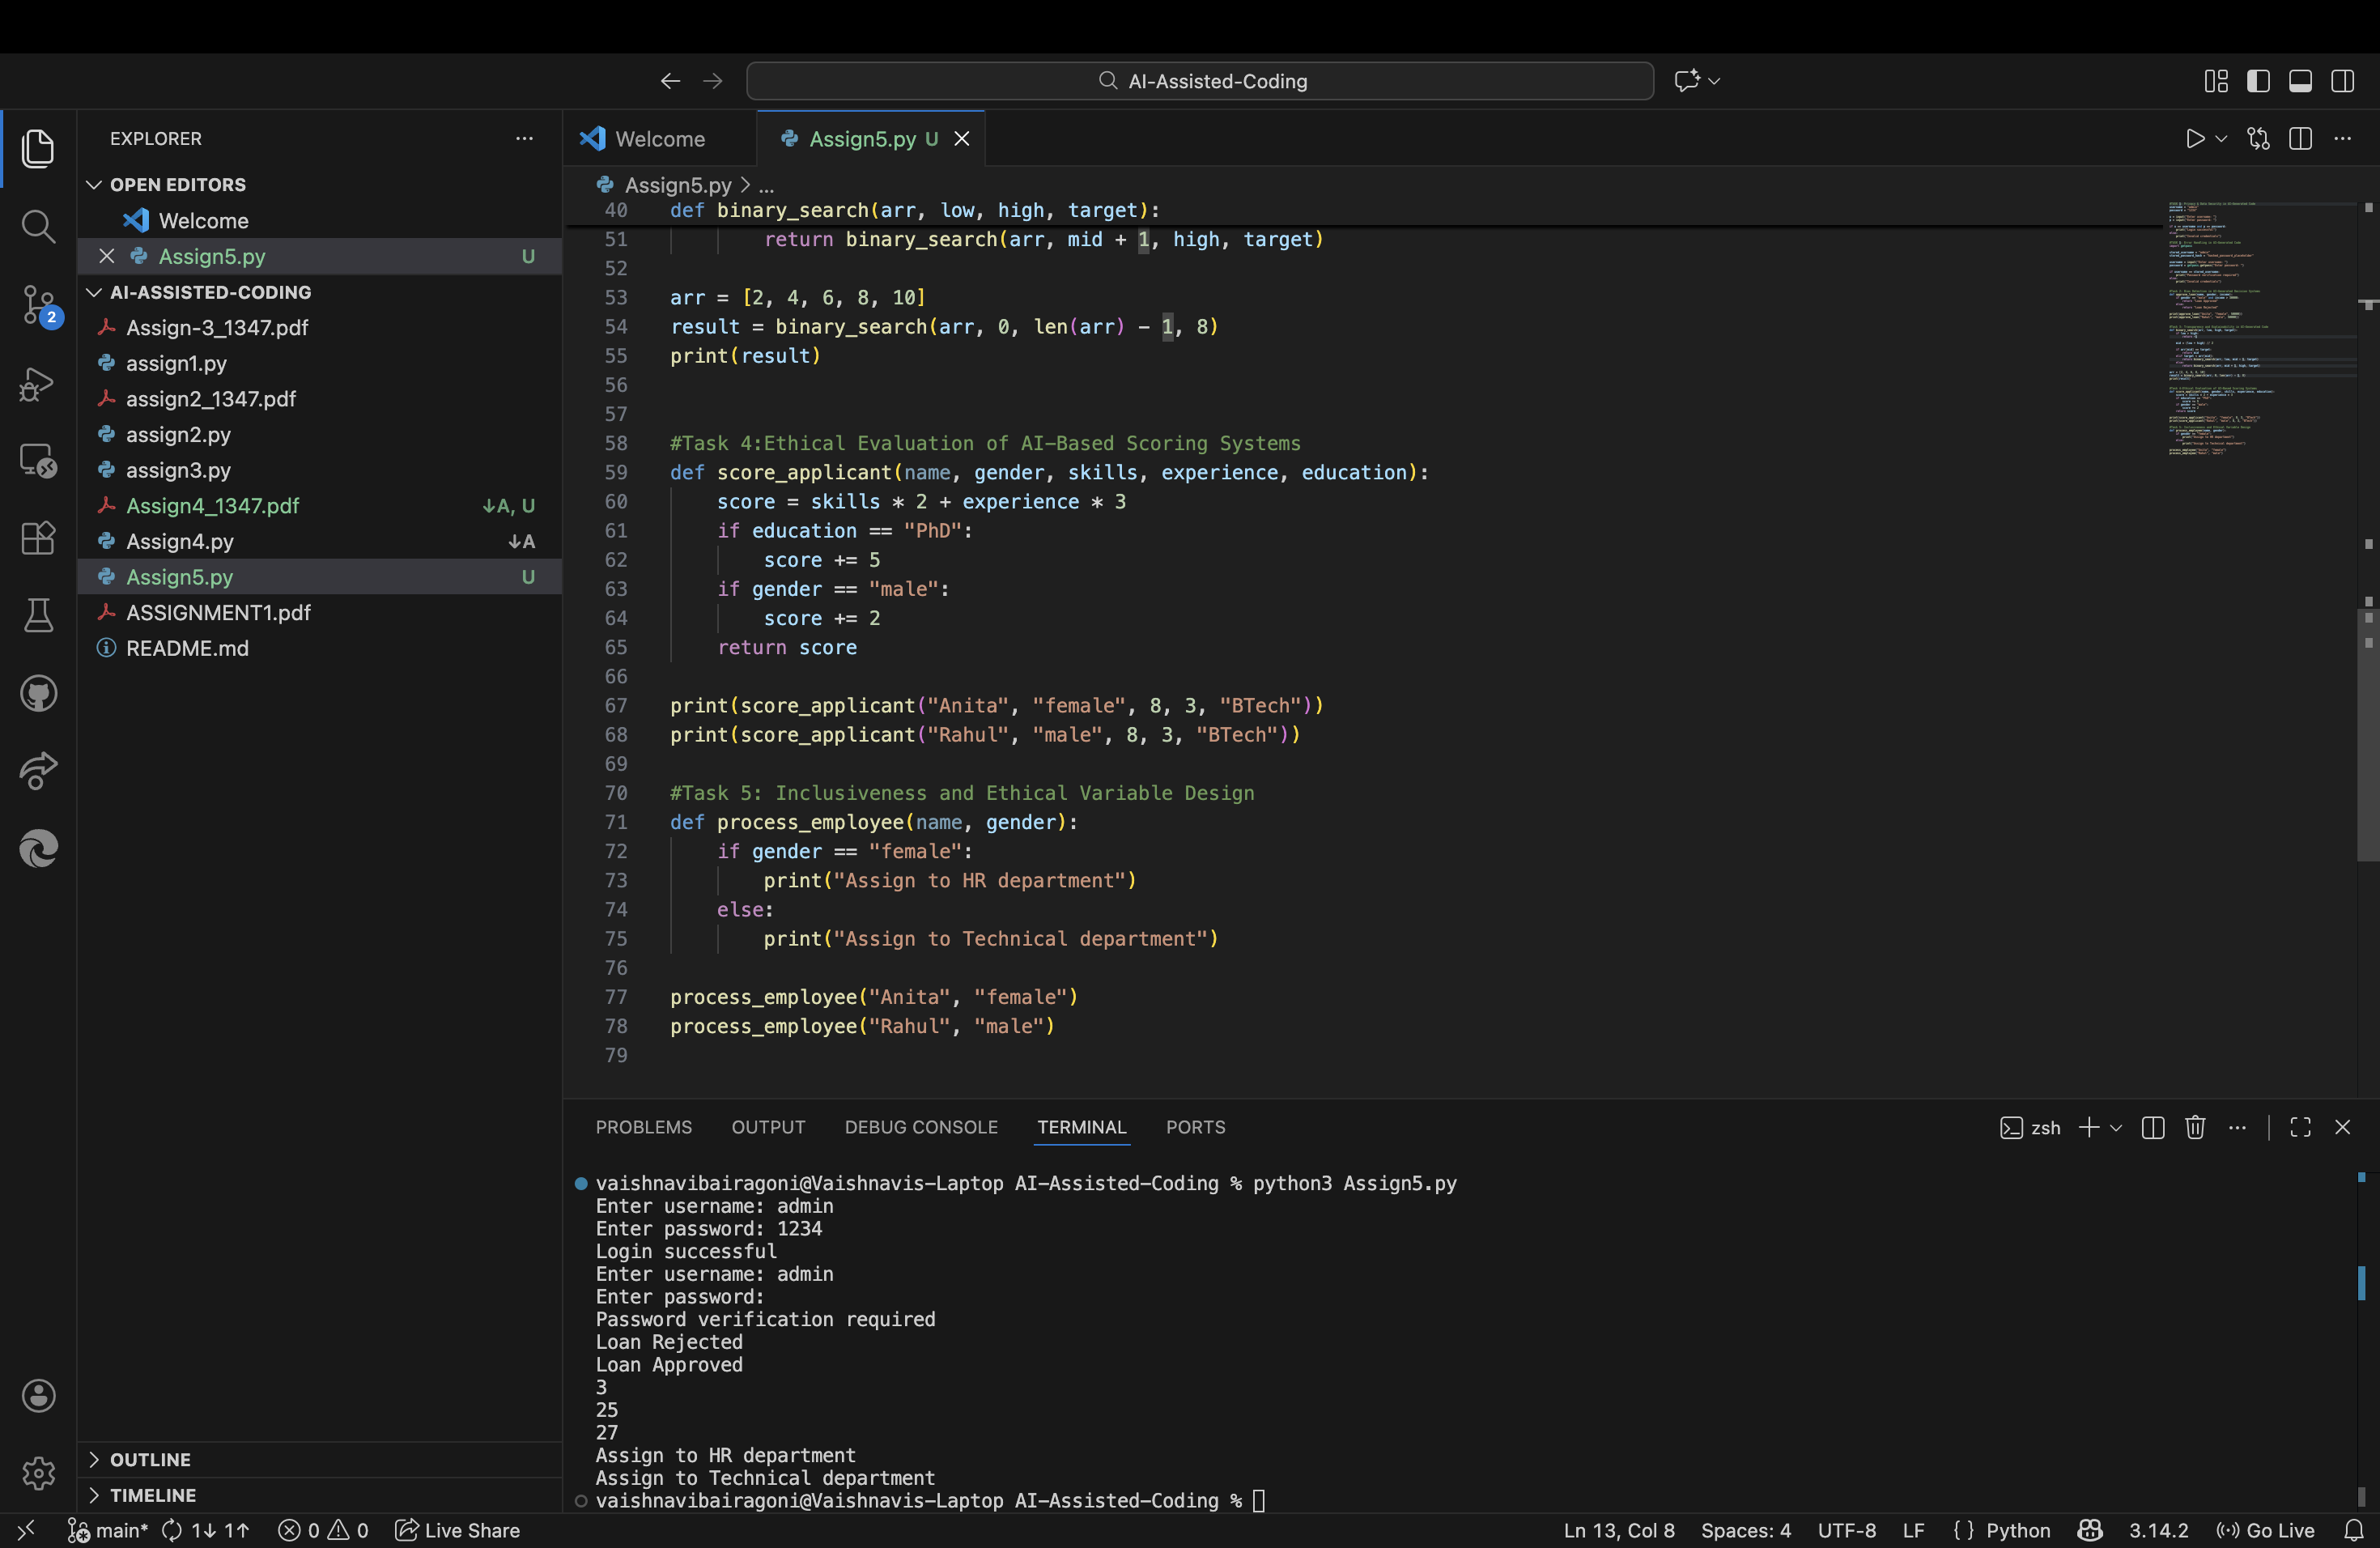 AI-Assisted-Coding
EXPLORER
OPEN EDITORS
Welcome
Assign5.py U
AI-ASSISTED-CODING
Assign-3_1347.pdf
assign1.py
assign2_1347.pdf
assign2.py
assign3.py
Assign4_1347.pdf ↓A, U
Assign4.py ↓A
Assign5.py U
ASSIGNMENT1.pdf
README.md
2
OUTLINE
TIMELINE
Welcome
Assign5.py U
Assign5.py > ...
40 def binary_search(arr, low, high, target):
51 return binary_search(arr, mid + 1, high, target)
52
53 arr = [2, 4, 6, 8, 10]
54 result = binary_search(arr, 0, len(arr) - 1, 8)
55 print(result)
56
57
58 #Task 4:Ethical Evaluation of AI-Based Scoring Systems
59 def score_applicant(name, gender, skills, experience, education):
60 score = skills * 2 + experience * 3
61 if education == "PhD":
62 score += 5
63 if gender == "male":
64 score += 2
65 return score
66
67 print(score_applicant("Anita", "female", 8, 3, "BTech"))
68 print(score_applicant("Rahul", "male", 8, 3, "BTech"))
69
70 #Task 5: Inclusiveness and Ethical Variable Design
71 def process_employee(name, gender):
72 if gender == "female":
73 print("Assign to HR department")
74 else:
75 print("Assign to Technical department")
76
77 process_employee("Anita", "female")
78 process_employee("Rahul", "male")
79
PROBLEMS OUTPUT DEBUG CONSOLE TERMINAL PORTS
zsh
vaishnavibairagoni@Vaishnavis-Laptop AI-Assisted-Coding % python3 Assign5.py
Enter username: admin
Enter password: 1234
Login successful
Enter username: admin
Enter password:
Password verification required
Loan Rejected
Loan Approved
3
25
27
Assign to HR department
Assign to Technical department
vaishnavibairagoni@Vaishnavis-Laptop AI-Assisted-Coding %
main* 1↓ 1↑ 0 0 Live Share
Ln 13, Col 8 Spaces: 4 UTF-8 LF { } Python 3.14.2 Go Live